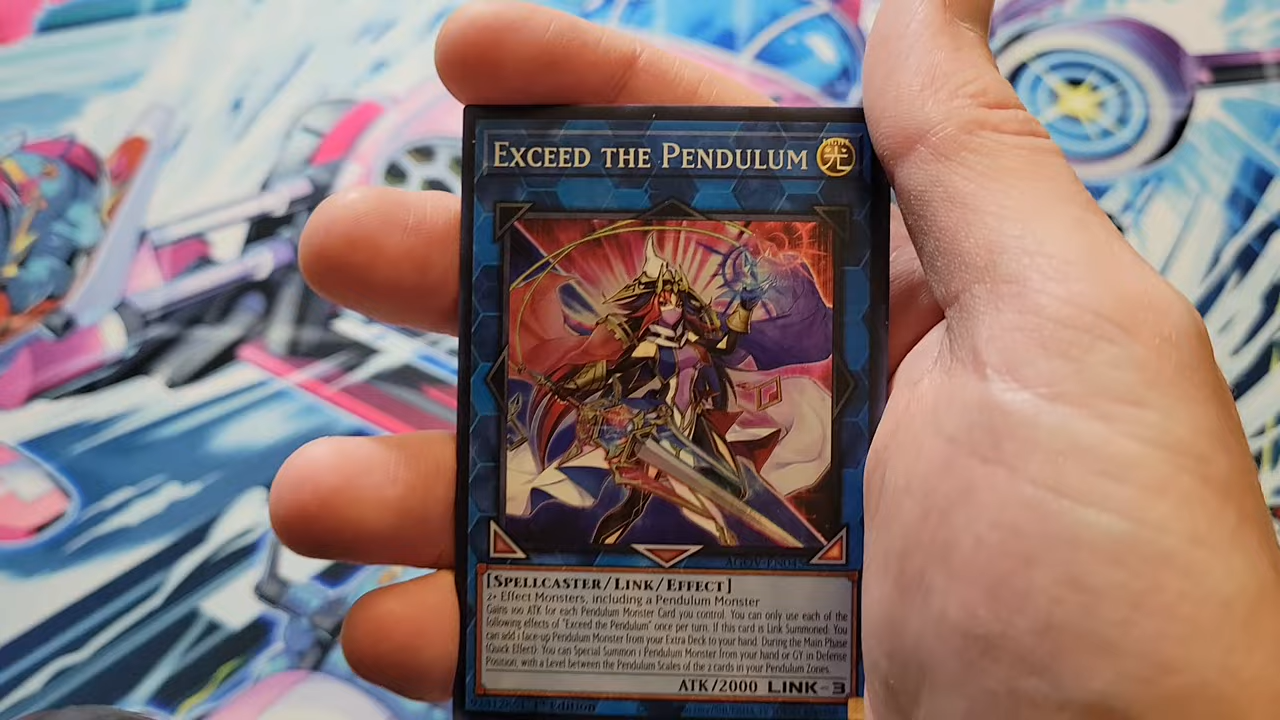 EXCEED THE PENDULUM
光
AGOV-EN045
[SPELLCASTER/LINK/EFFECT]
2+ Effect Monsters, including a Pendulum Monster
Gains 100 ATK for each Pendulum Monster Card you control. You can only use each of the
following effects of "Exceed the Pendulum" once per turn. If this card is Link Summoned: You
can add 1 face-up Pendulum Monster from your Extra Deck to your hand. During the Main Phase
(Quick Effect): You can Special Summon 1 Pendulum Monster from your hand or GY in Defense
Position, with a Level between the Pendulum Scales of the 2 cards in your Pendulum Zones.
ATK/2000 LINK-3
1st Edition